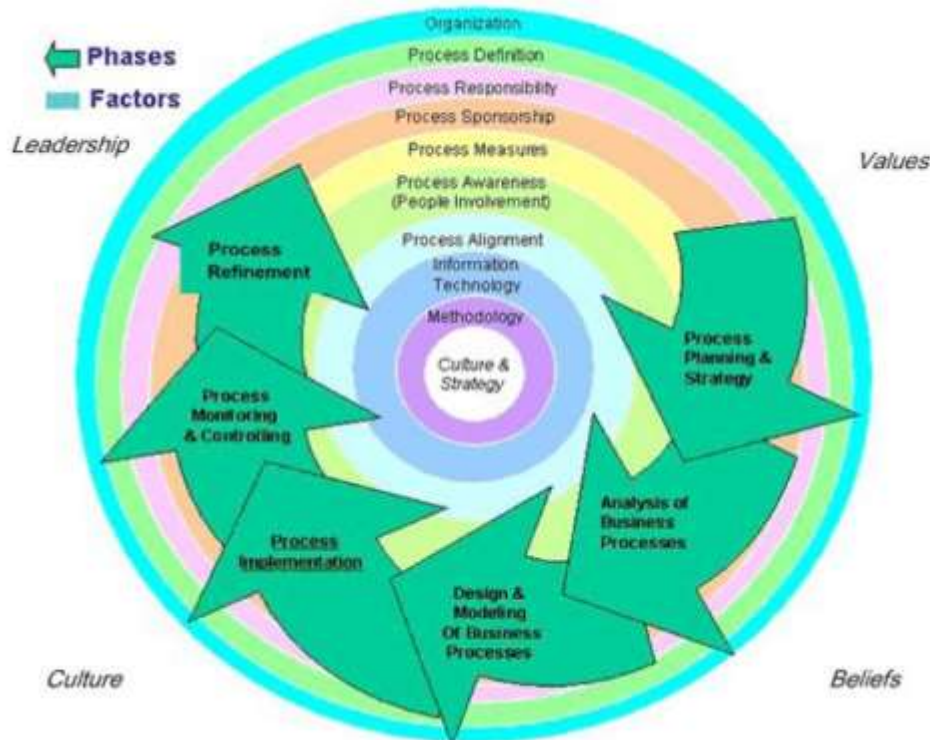 Organization
Process Definition
Phases
Process Responsibility
Factors
Process Sponsorship
Leadership
Process Measures
Values
Process Awareness
(People Involvement)
Process Alignment
Process
Refinement
Information
Technology
Methodology
Process
Planning &
Strategy
Culture &
Strategy
Process
Monitoring
& Controlling
Analysis of
Business
Processes
Process
Implementation
Design &
Modeling
Of Business
Processes
Culture
Beliefs